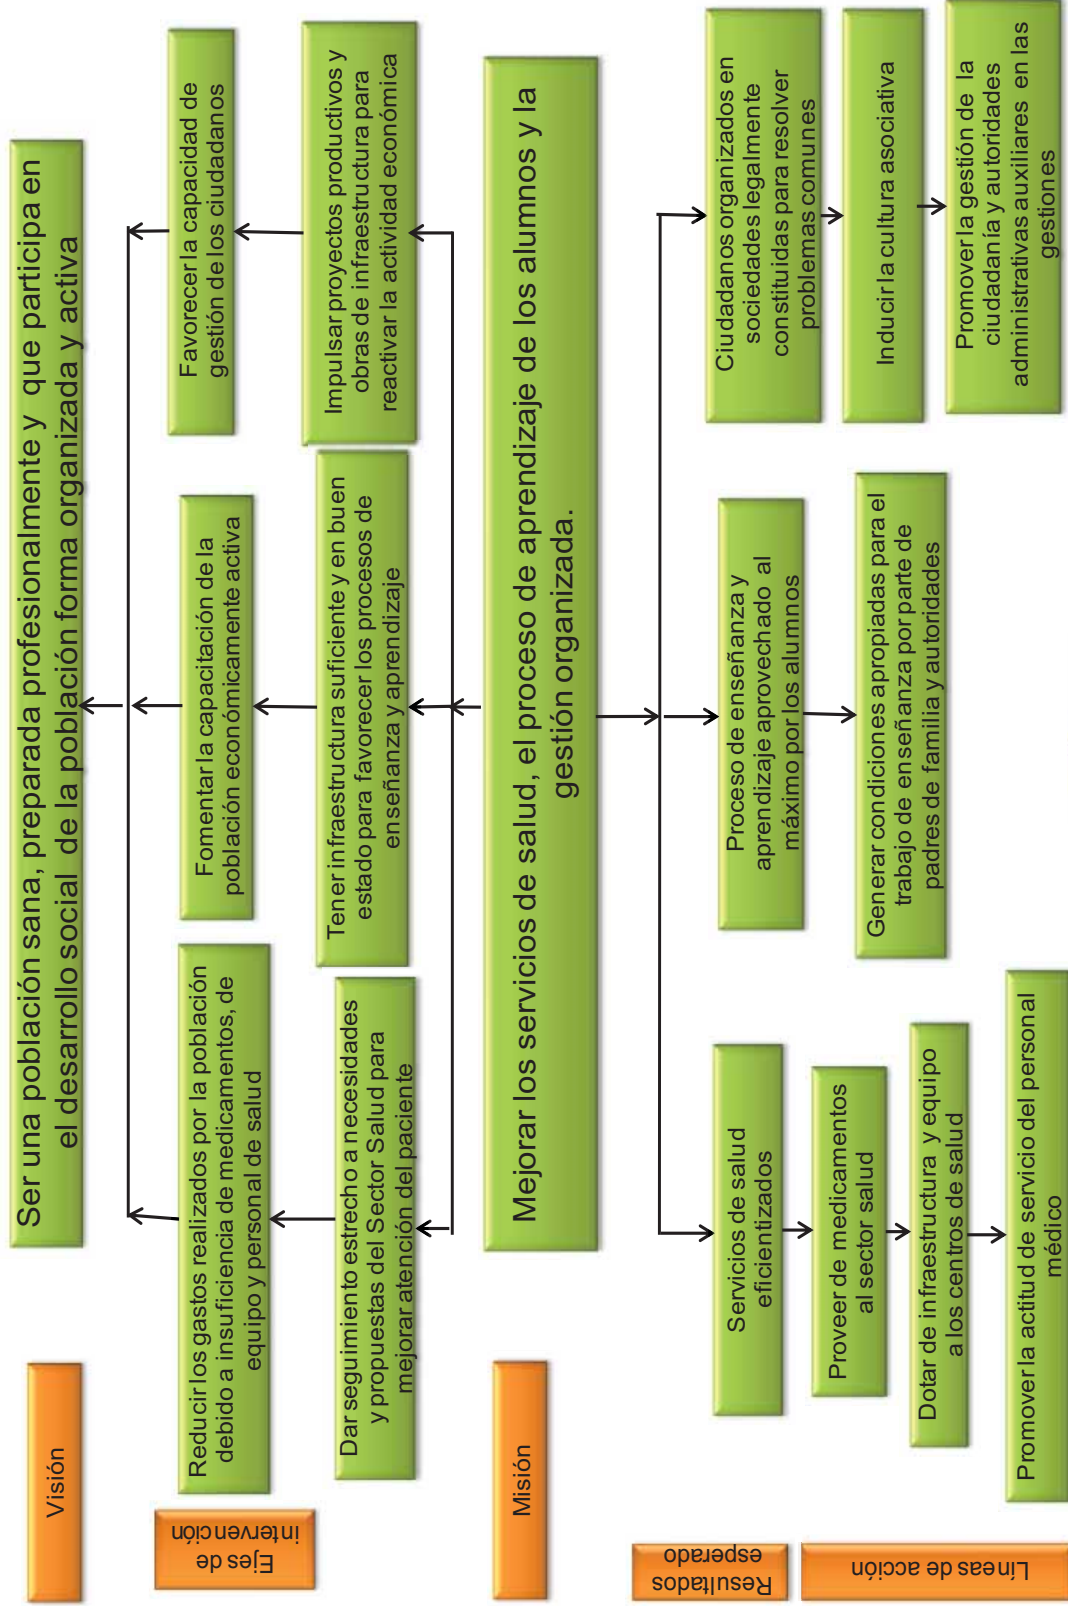 Visión
Ser una población sana, preparada profesionalmente y que participa en
el desarrollo social de la población forma organizada y activa
Ejes de
intervención
Reducir los gastos realizados por la población
debido a insuficiencia de medicamentos, de
equipo y personal de salud
Fomentar la capacitación de la
población económicamente activa
Favorecer la capacidad de
gestión de los ciudadanos
Dar seguimiento estrecho a necesidades
y propuestas del Sector Salud para
mejorar atención del paciente
Tener infraestructura suficiente y en buen
estado para favorecer los procesos de
enseñanza y aprendizaje
Impulsar proyectos productivos y
obras de infraestructura para
reactivar la actividad económica
Misión
Mejorar los servicios de salud, el proceso de aprendizaje de los alumnos y la
gestión organizada.
Resultados
esperado
Servicios de salud
eficientizados
Proceso de enseñanza y
aprendizaje aprovechado al
máximo por los alumnos
Ciudadanos organizados en
sociedades legalmente
constituidas para resolver
problemas comunes
Líneas de acción
Proveer de medicamentos
al sector salud
Dotar de infraestructura y equipo
a los centros de salud
Promover la actitud de servicio del personal
médico
Generar condiciones apropiadas para el
trabajo de enseñanza por parte de
padres de familia y autoridades
Inducir la cultura asociativa
Promover la gestión de la
ciudadanía y autoridades
administrativas auxiliares en las
gestiones